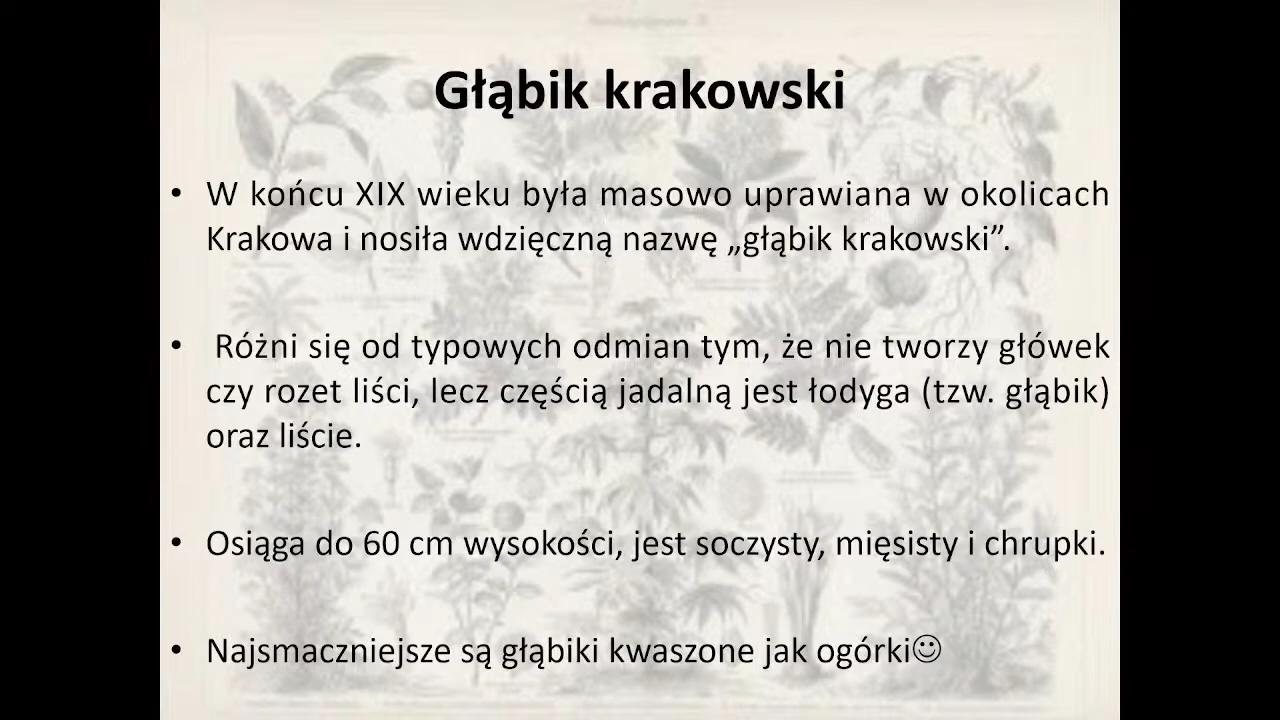 Głąbik krakowski
• W końcu XIX wieku była masowo uprawiana w okolicach
Krakowa i nosiła wdzięczną nazwę „głąbik krakowski”.
• Różni się od typowych odmian tym, że nie tworzy główek
czy rozet liści, lecz częścią jadalną jest łodyga (tzw. głąbik)
oraz liście.
• Osiąga do 60 cm wysokości, jest soczysty, mięsisty i chrupki.
• Najsmaczniejsze są głąbiki kwaszone jak ogórki☺